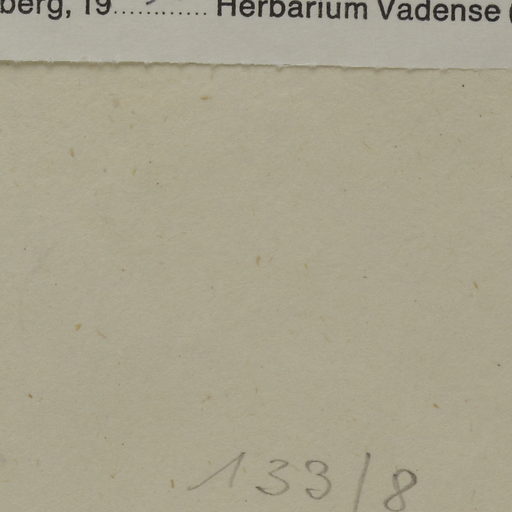 berg, 19............ Herbarium Vadense (
133/8